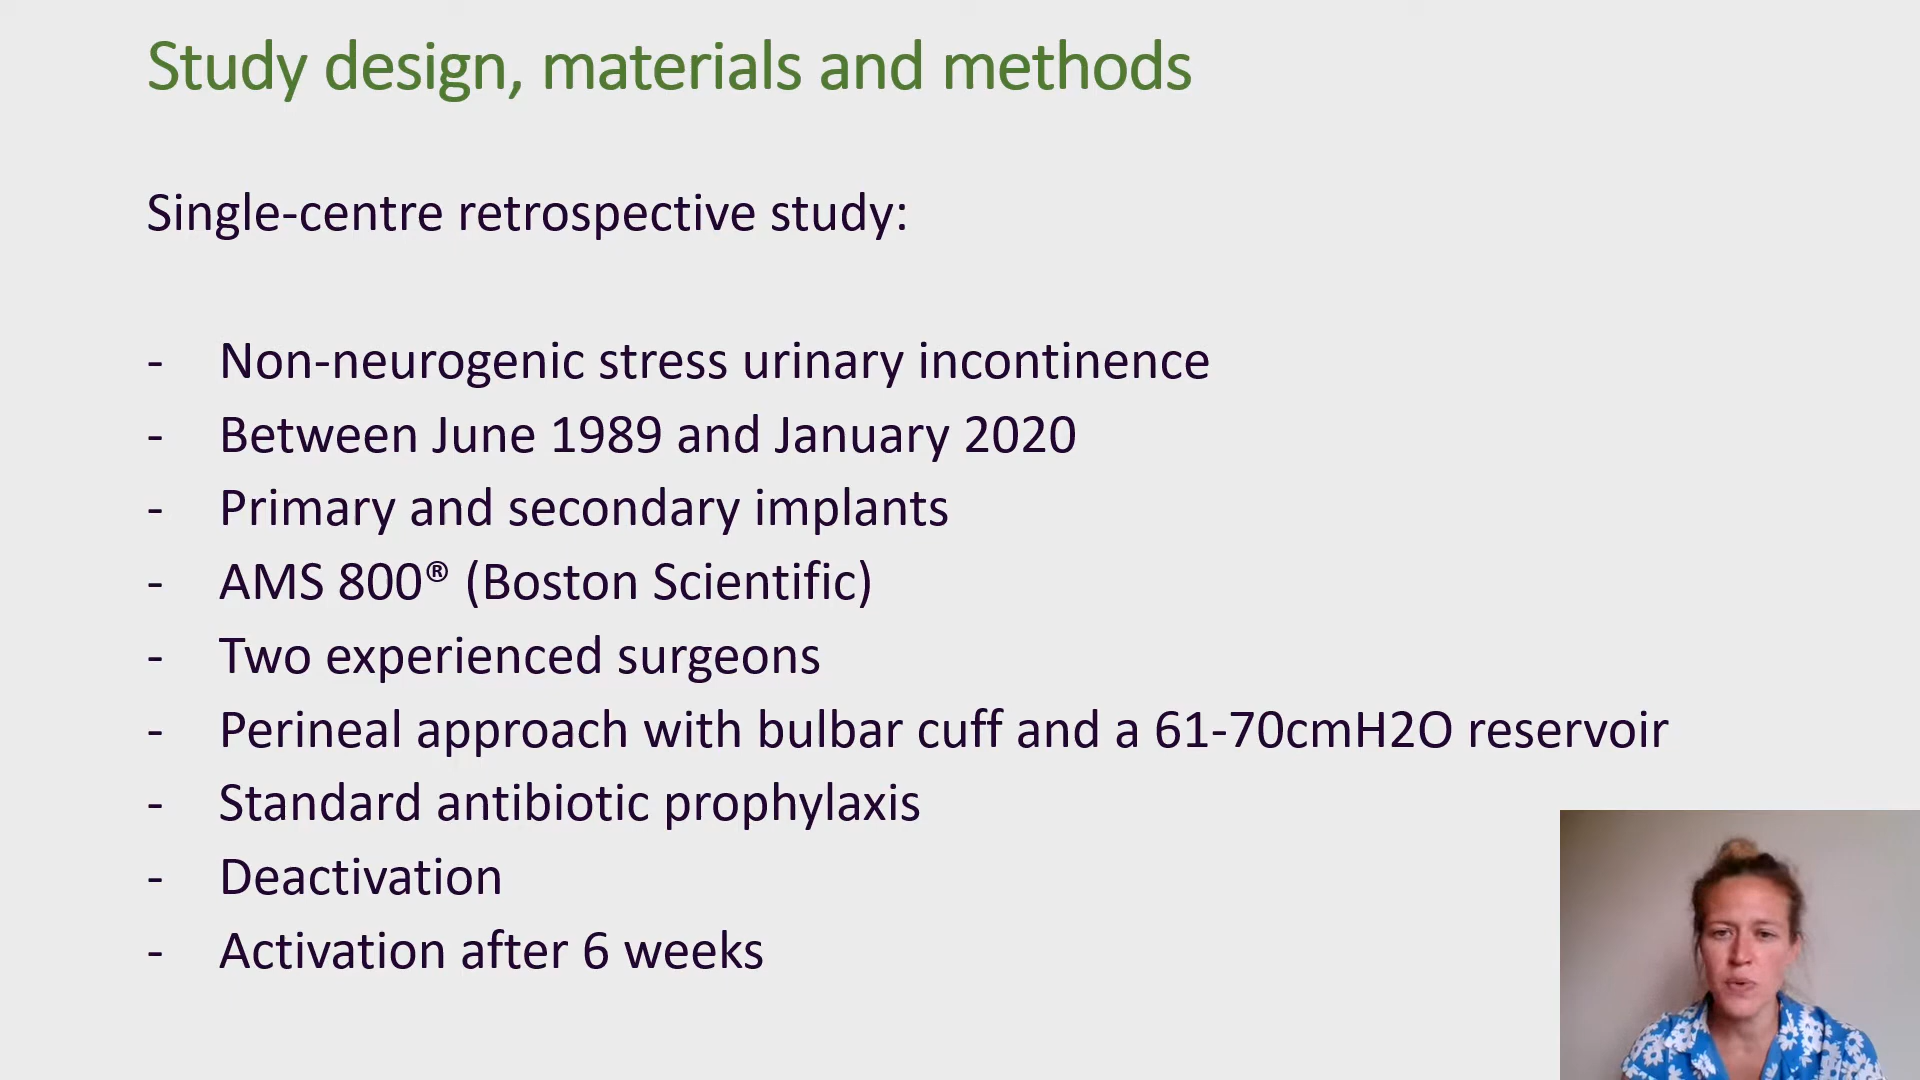 Study design, materials and methods
Single-centre retrospective study:
- Non-neurogenic stress urinary incontinence
- Between June 1989 and January 2020
- Primary and secondary implants
- AMS 800® (Boston Scientific)
- Two experienced surgeons
- Perineal approach with bulbar cuff and a 61-70cmH2O reservoir
- Standard antibiotic prophylaxis
- Deactivation
- Activation after 6 weeks